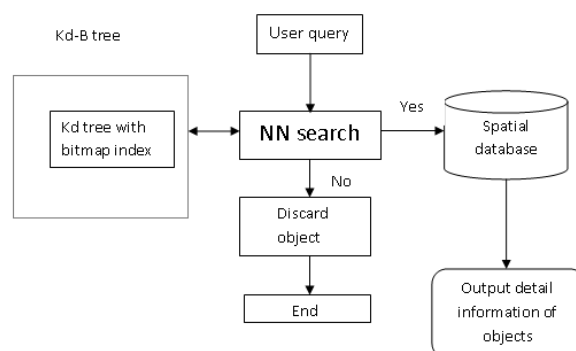 User query
Kd-B tree
Kd tree with
bitmap index
NN search
Yes
Spatial
database
No
Discard
object
End
Output detail
information of
objects